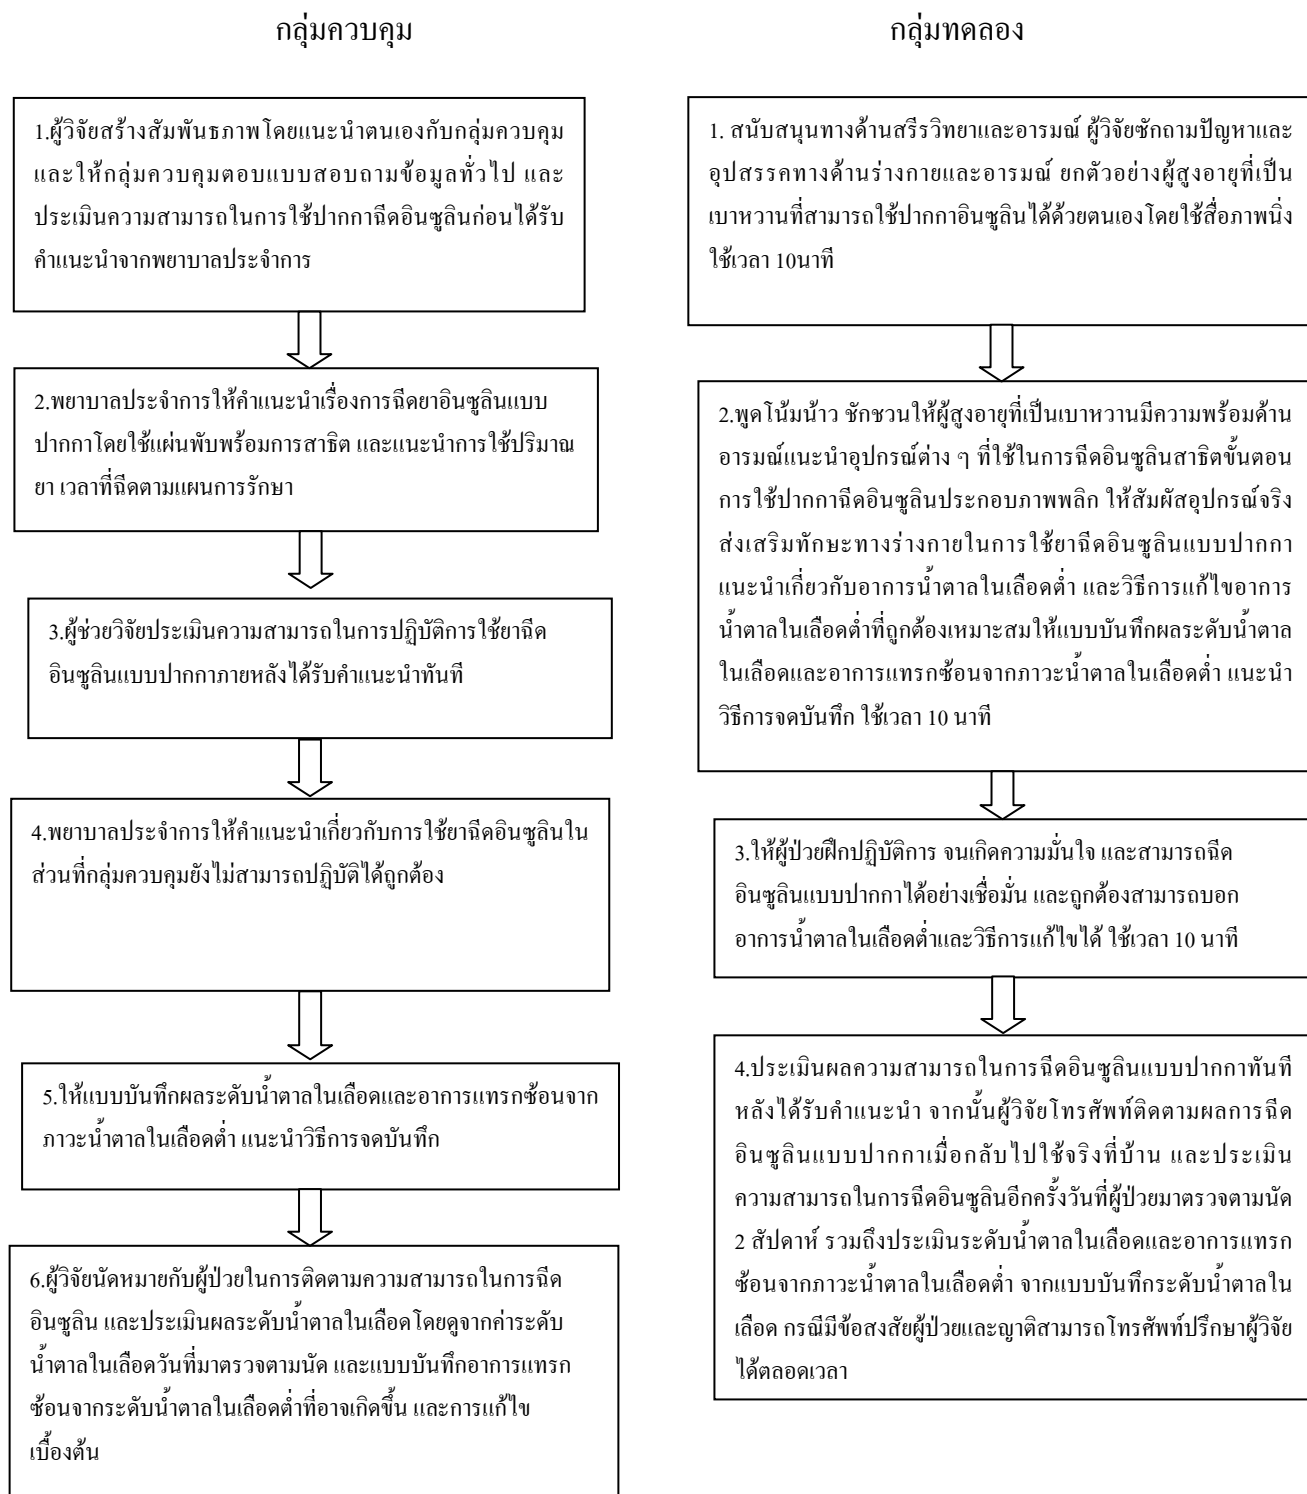 กลุ่มควบคุม
1.ผู้วิจัยสร้างสัมพันธภาพโดยแนะนำตนเองกับกลุ่มควบคุม
และให้กลุ่มควบคุมตอบแบบสอบถามข้อมูลทั่วไป และ
ประเมินความสามารถในการใช้ปากกาฉีดอินซูลินก่อนได้รับ
คำแนะนำจากพยาบาลประจำการ
2.พยาบาลประจำการให้คำแนะนำเรื่องการฉีดยาอินซูลินแบบ
ปากกาโดยใช้แผ่นพับพร้อมการสาธิต และแนะนำการใช้ปริมาณ
ยา เวลาที่ฉีดตามแผนการรักษา
3.ผู้ช่วยวิจัยประเมินความสามารถในการปฏิบัติการใช้ยาฉีด
อินซูลินแบบปากกาภายหลังได้รับคำแนะนำทันที
4.พยาบาลประจำการให้คำแนะนำเกี่ยวกับการใช้ยาฉีดอินซูลินใน
ส่วนที่กลุ่มควบคุมยังไม่สามารถปฏิบัติได้ถูกต้อง
5.ให้แบบบันทึกผลระดับน้ำตาลในเลือดและอาการแทรกซ้อนจาก
ภาวะน้ำตาลในเลือดต่ำ แนะนำวิธีการจดบันทึก
6.ผู้วิจัยนัดหมายกับผู้ป่วยในการติดตามความสามารถในการฉีด
อินซูลิน และประเมินผลระดับน้ำตาลในเลือดโดยดูจากค่าระดับ
น้ำตาลในเลือดวันที่มาตรวจตามนัด และแบบบันทึกอาการแทรก
ซ้อนจากระดับน้ำตาลในเลือดต่ำที่อาจเกิดขึ้น และการแก้ไข
เบื้องต้น
กลุ่มทดลอง
1. สนับสนุนทางด้านสรีรวิทยาและอารมณ์ ผู้วิจัยซักถามปัญหาและ
อุปสรรคทางด้านร่างกายและอารมณ์ ยกตัวอย่างผู้สูงอายุที่เป็น
เบาหวานที่สามารถใช้ปากกาอินซูลินได้ด้วยตนเองโดยใช้สื่อภาพนิ่ง
ใช้เวลา 10นาที
2.พูดโน้มน้าว ชักชวนให้ผู้สูงอายุที่เป็นเบาหวานมีความพร้อมด้าน
อารมณ์แนะนำอุปกรณ์ต่าง ๆ ที่ใช้ในการฉีดอินซูลินสาธิตขั้นตอน
การใช้ปากกาฉีดอินซูลินประกอบภาพพลิก ให้สัมผัสอุปกรณ์จริง
ส่งเสริมทักษะทางร่างกายในการใช้ยาฉีดอินซูลินแบบปากกา
แนะนำเกี่ยวกับอาการน้ำตาลในเลือดต่ำ และวิธีการแก้ไขอาการ
น้ำตาลในเลือดต่ำที่ถูกต้องเหมาะสมให้แบบบันทึกผลระดับน้ำตาล
ในเลือดและอาการแทรกซ้อนจากภาวะน้ำตาลในเลือดต่ำ แนะนำ
วิธีการจดบันทึก ใช้เวลา 10 นาที
3.ให้ผู้ป่วยฝึกปฏิบัติการ จนเกิดความมั่นใจ และสามารถฉีด
อินซูลินแบบปากกาได้อย่างเชื่อมั่น และถูกต้องสามารถบอก
อาการน้ำตาลในเลือดต่ำและวิธีการแก้ไขได้ ใช้เวลา 10 นาที
4.ประเมินผลความสามารถในการฉีดอินซูลินแบบปากกาทันที
หลังได้รับคำแนะนำ จากนั้นผู้วิจัยโทรศัพท์ติดตามผลการฉีด
อินซูลินแบบปากกาเมื่อกลับไปใช้จริงที่บ้าน และประเมิน
ความสามารถในการฉีดอินซูลินอีกครั้งวันที่ผู้ป่วยมาตรวจตามนัด
2 สัปดาห์ รวมถึงประเมินระดับน้ำตาลในเลือดและอาการแทรก
ซ้อนจากภาวะน้ำตาลในเลือดต่ำ จากแบบบันทึกระดับน้ำตาลใน
เลือด กรณีมีข้อสงสัยผู้ป่วยและญาติสามารถโทรศัพท์ปรึกษาผู้วิจัย
ได้ตลอดเวลา